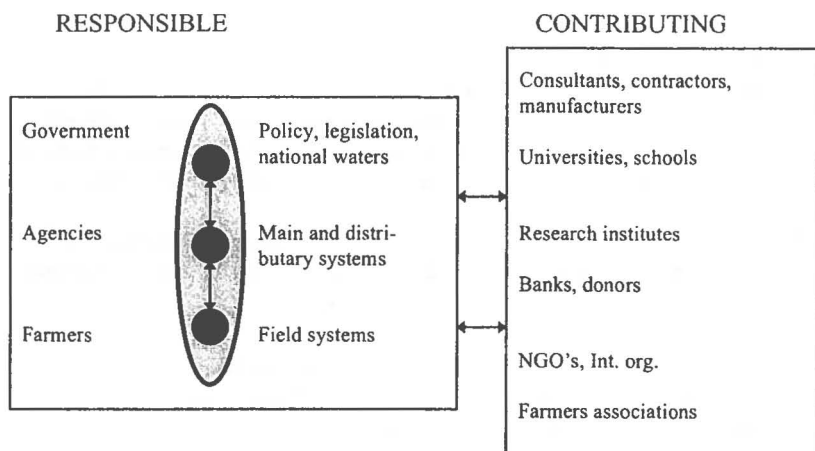 RESPONSIBLE
Government
Policy, legislation,
national waters
Agencies
Main and distri-
butary systems
Farmers
Field systems
CONTRIBUTING
Consultants, contractors,
manufacturers
Universities, schools
Research institutes
Banks, donors
NGO's, Int. org.
Farmers associations